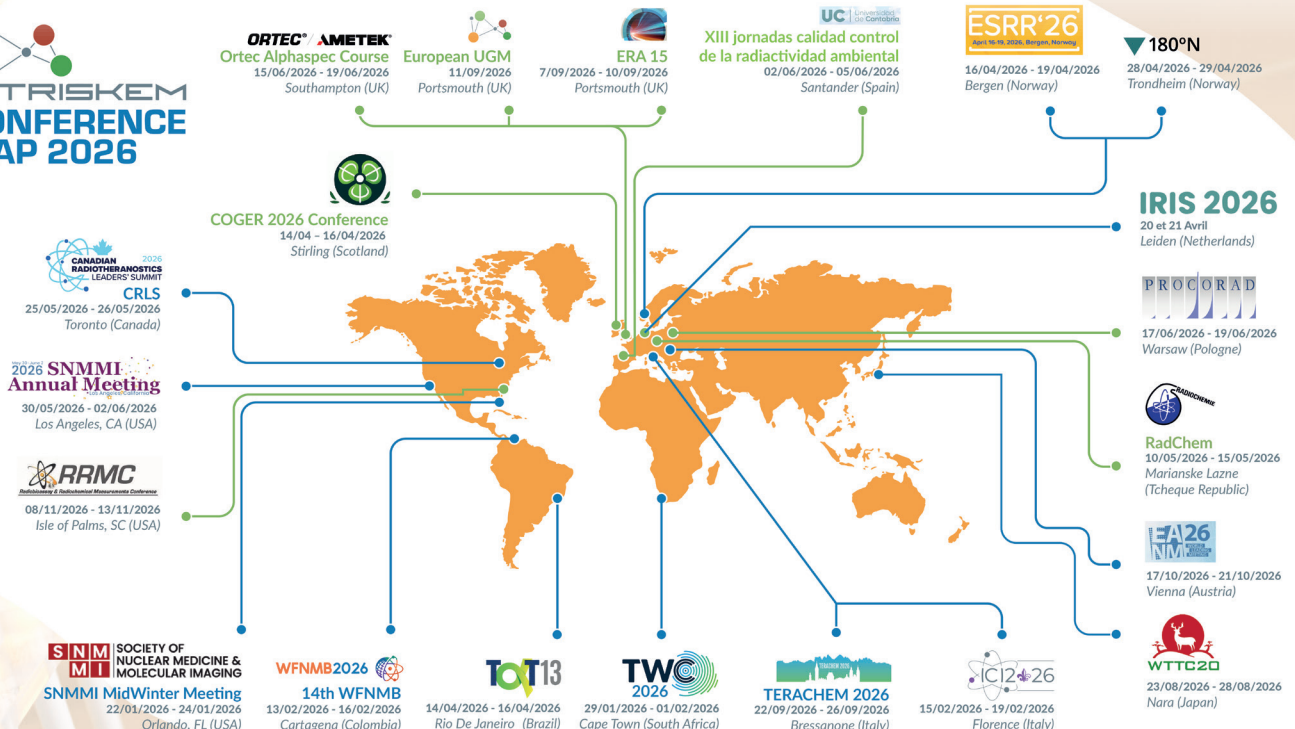 TRISKEM
ONFERENCE
AP 2026
ORTEC® AMETEK®
Ortec Alphaspec Course
15/06/2026 - 19/06/2026
Southampton (UK)
European UGM
11/09/2026
Portsmouth (UK)
ERA 15
7/09/2026 - 10/09/2026
Portsmouth (UK)
UC Universidad
de Cantabria
XIII jornadas calidad control
de la radiactividad ambiental
02/06/2026 - 05/06/2026
Santander (Spain)
ESRR'26
April 16-19, 2026, Bergen, Norway
16/04/2026 - 19/04/2026
Bergen (Norway)
180°N
28/04/2026 - 29/04/2026
Trondheim (Norway)
COGER 2026 Conference
14/04 – 16/04/2026
Stirling (Scotland)
IRIS 2026
20 et 21 Avril
Leiden (Netherlands)
2026
CANADIAN
RADIOTHERANOSTICS
LEADERS' SUMMIT
CRLS
25/05/2026 - 26/05/2026
Toronto (Canada)
PROCORAD
17/06/2026 - 19/06/2026
Warsaw (Pologne)
2026 SNMMI
Annual Meeting
Los Angeles, California
30/05/2026 - 02/06/2026
Los Angeles, CA (USA)
RADIOCHEMIE
RadChem
10/05/2026 - 15/05/2026
Marianske Lazne
(Tcheque Republic)
RRMC
Radiobioassay & Radiochemical Measurements Conference
08/11/2026 - 13/11/2026
Isle of Palms, SC (USA)
EA26
NM
17/10/2026 - 21/10/2026
Vienna (Austria)
WTTC20
23/08/2026 - 28/08/2026
Nara (Japan)
SNM
MI
SOCIETY OF
NUCLEAR MEDICINE &
MOLECULAR IMAGING
SNMMI MidWinter Meeting
22/01/2026 - 24/01/2026
Orlando, FL (USA)
WFNMB2026
14th WFNMB
13/02/2026 - 16/02/2026
Cartagena (Colombia)
TAT13
14/04/2026 - 16/04/2026
Rio De Janeiro (Brazil)
TWC
2026
29/01/2026 - 01/02/2026
Cape Town (South Africa)
TERACHEM 2026
TERACHEM 2026
22/09/2026 - 26/09/2026
Bressanone (Italy)
ICI2 26
15/02/2026 - 19/02/2026
Florence (Italy)